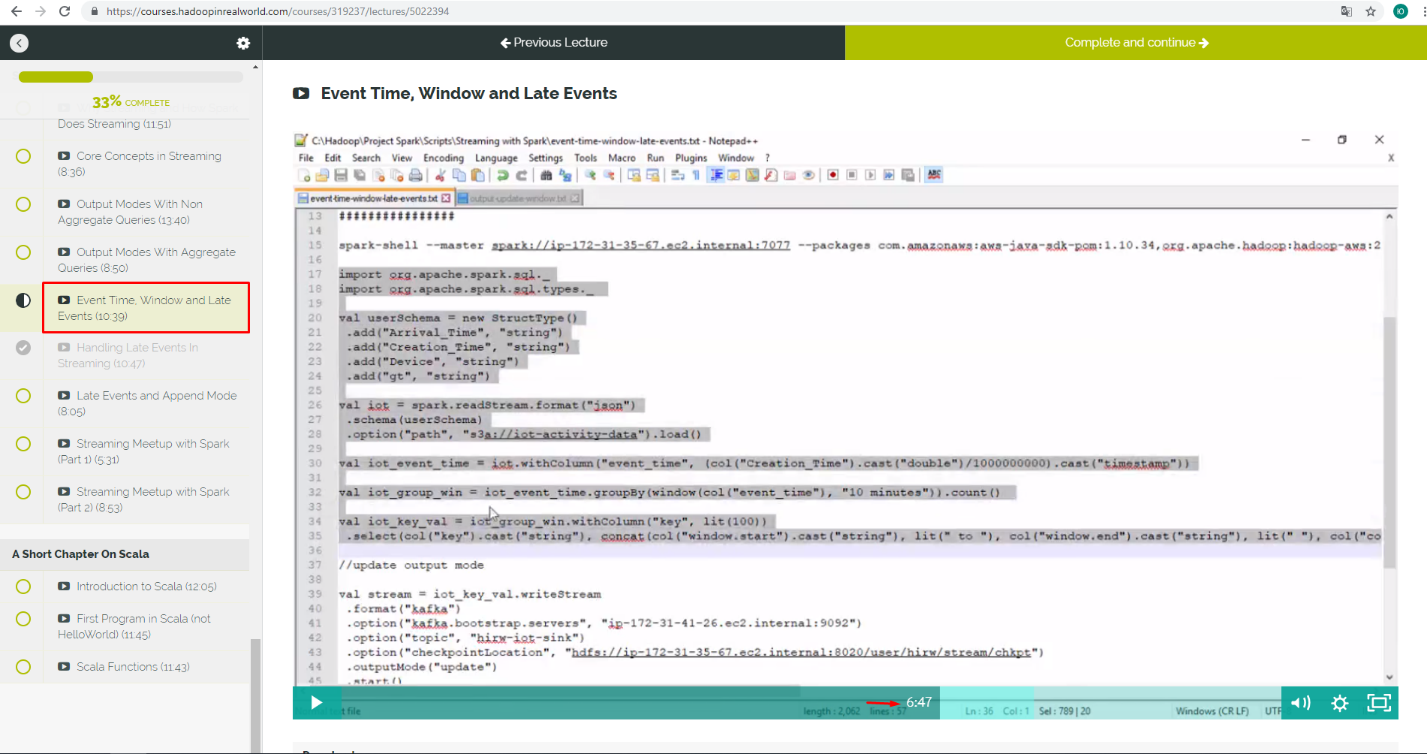 https://courses.hadoopinrealworld.com/courses/319237/lectures/5022394
Previous Lecture
Complete and continue
33% COMPLETE
Does Streaming (11:51)
Core Concepts in Streaming
(8:36)
Output Modes With Non
Aggregate Queries (13:40)
Output Modes With Aggregate
Queries (8:50)
Event Time, Window and Late
Events (10:39)
Handling Late Events In
Streaming (10:47)
Late Events and Append Mode
(8:05)
Streaming Meetup with Spark
(Part 1) (5:31)
Streaming Meetup with Spark
(Part 2) (8:53)
A Short Chapter On Scala
Introduction to Scala (12:05)
First Program in Scala (not
HelloWorld) (11:45)
Scala Functions (11:43)
Event Time, Window and Late Events
C:\Hadoop\Project Spark\Scripts\Streaming with Spark\event-time-window-late-events.txt - Notepad++
File Edit Search View Encoding Language Settings Tools Macro Run Plugins Window ? X
event-time-window-late-events.txt output-update-window.txt
13 ################
14
15 spark-shell --master spark://ip-172-31-35-67.ec2.internal:7077 --packages com.amazonaws:aws-java-sdk-pom:1.10.34,org.apache.hadoop:hadoop-aws:2
16
17 import org.apache.spark.sql._
18 import org.apache.spark.sql.types._
19
20 val userSchema = new StructType()
21 .add("Arrival_Time", "string")
22 .add("Creation_Time", "string")
23 .add("Device", "string")
24 .add("gt", "string")
25
26 val iot = spark.readStream.format("json")
27 .schema(userSchema)
28 .option("path", "s3a://iot-activity-data").load()
29
30 val iot_event_time = iot.withColumn("event_time", (col("Creation_Time").cast("double")/1000000000).cast("timestamp"))
31
32 val iot_group_win = iot_event_time.groupBy(window(col("event_time"), "10 minutes")).count()
33
34 val iot_key_val = iot_group_win.withColumn("key", lit(100))
35 .select(col("key").cast("string"), concat(col("window.start").cast("string"), lit(" to "), col("window.end").cast("string"), lit(" "), col("co
36
37 //update output mode
38
39 val stream = iot_key_val.writeStream
40 .format("kafka")
41 .option("kafka.bootstrap.servers", "ip-172-31-41-26.ec2.internal:9092")
42 .option("topic", "hirw-iot-sink")
43 .option("checkpointLocation", "hdfs://ip-172-31-35-67.ec2.internal:8020/user/hirw/stream/chkpt")
44 .outputMode("update")
45 .start()
6:47
file length : 2,062 lines : 57 Ln : 36 Col : 1 Sel : 789 | 20 Windows (CR LF) UTF